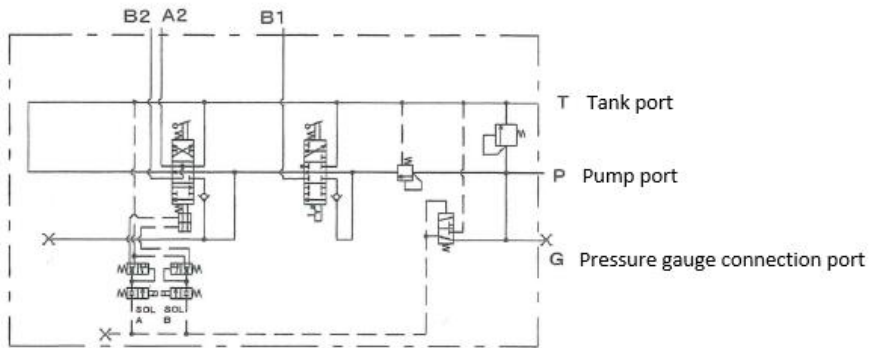 B2 A2 B1
T Tank port
P Pump port
G Pressure gauge connection port
SOL A
SOL B